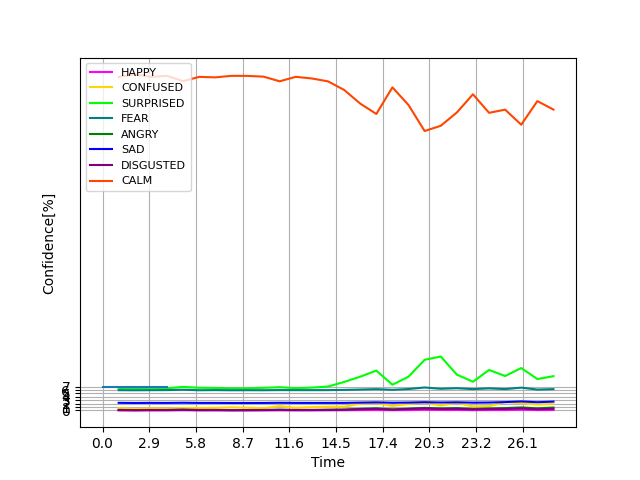 HAPPY
CONFUSED
SURPRISED
FEAR
ANGRY
SAD
DISGUSTED
CALM
Confidence[%]
7
0.0 2.9 5.8 8.7 11.6 14.5 17.4 20.3 23.2 26.1
Time